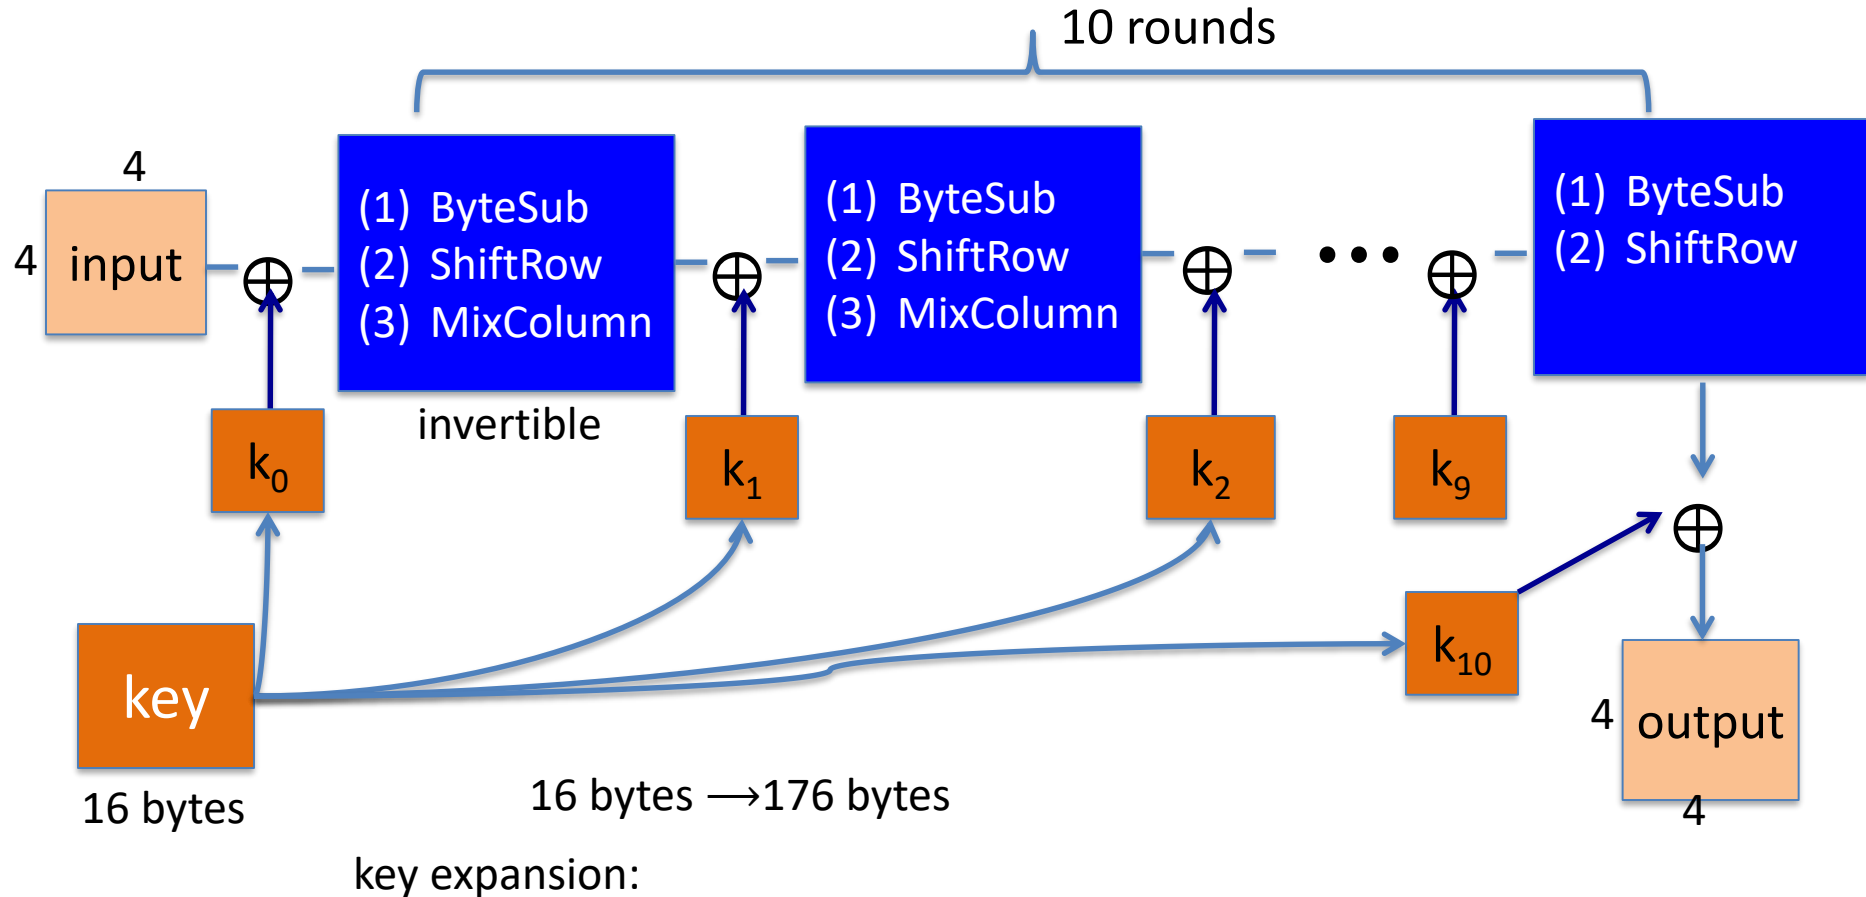 10 rounds
4
4
input
(1) ByteSub
(2) ShiftRow
(3) MixColumn
invertible
(1) ByteSub
(2) ShiftRow
(3) MixColumn
•••
(1) ByteSub
(2) ShiftRow
k0
k1
k2
k9
k10
key
16 bytes
16 bytes ⟶176 bytes
key expansion:
4
output
4